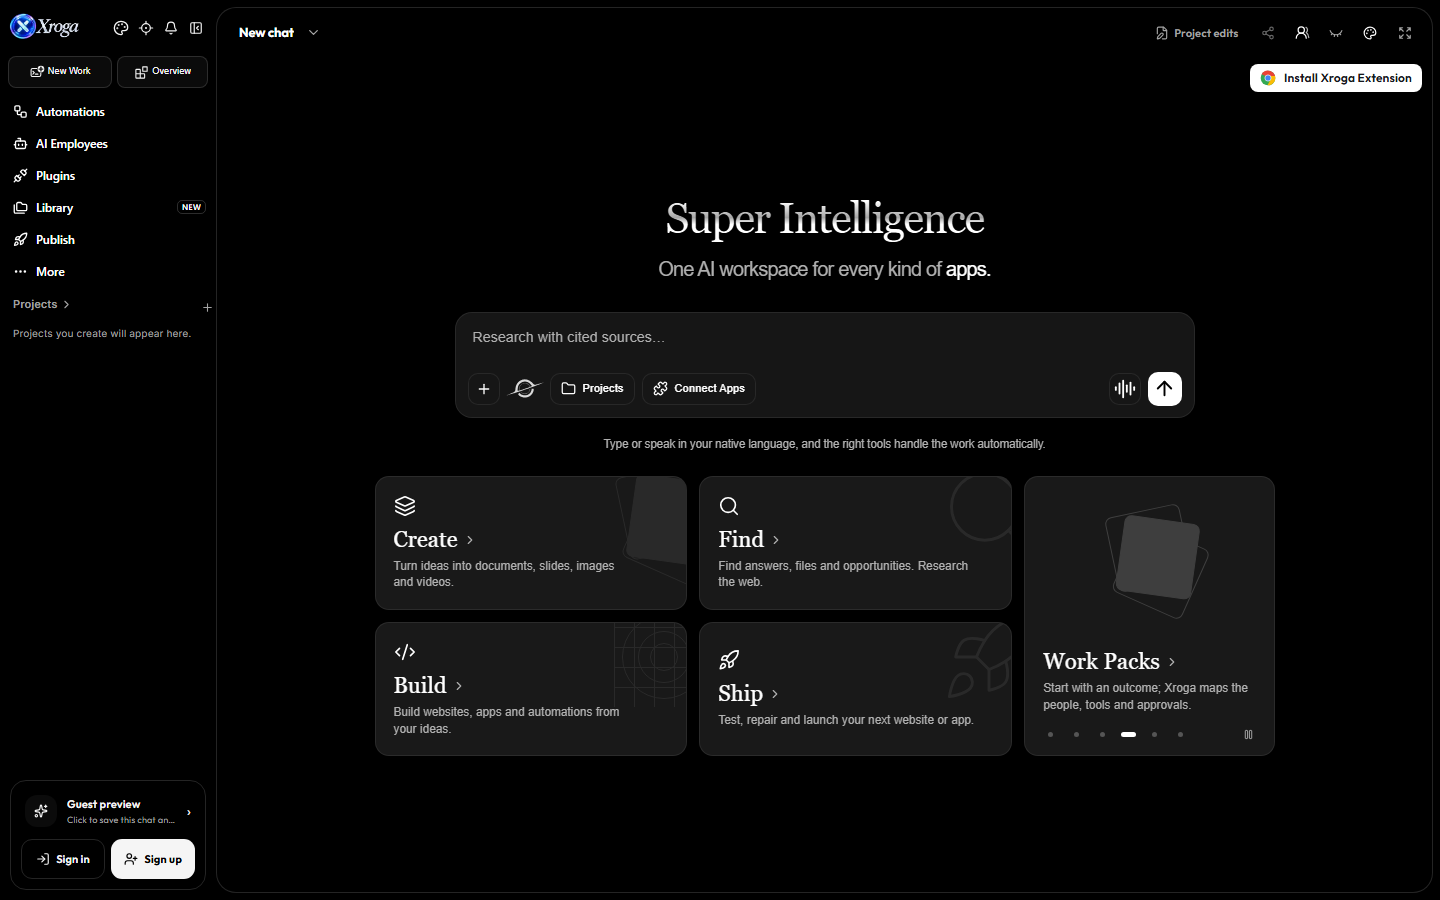 Xroga
New Work
Overview
Automations
AI Employees
Plugins
Library
NEW
Publish
More
Projects
Projects you create will appear here.
Guest preview
Click to save this chat an...
Sign in
Sign up
New chat
Project edits
Install Xroga Extension
Super Intelligence
One AI workspace for every kind of apps.
Research with cited sources...
Projects
Connect Apps
Type or speak in your native language, and the right tools handle the work automatically.
Create
Turn ideas into documents, slides, images
and videos.
Find
Find answers, files and opportunities. Research
the web.
Build
Build websites, apps and automations from
your ideas.
Ship
Test, repair and launch your next website or app.
Work Packs
Start with an outcome; Xroga maps the
people, tools and approvals.